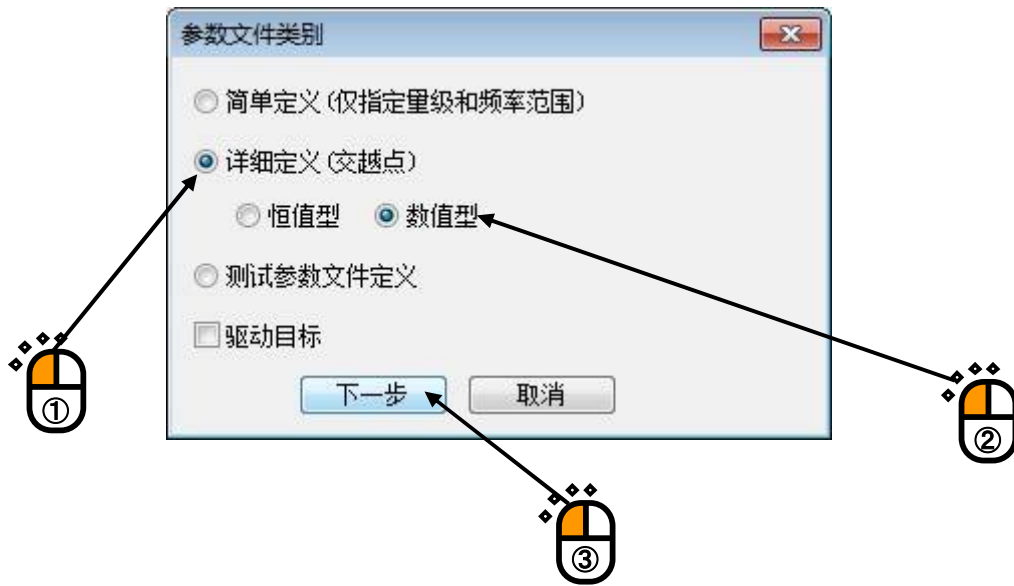 参数文件类别
简单定义(仅指定量级和频率范围)
详细定义(交越点)
恒值型 数值型
测试参数文件定义
驱动目标
下一步 取消
①
②
③